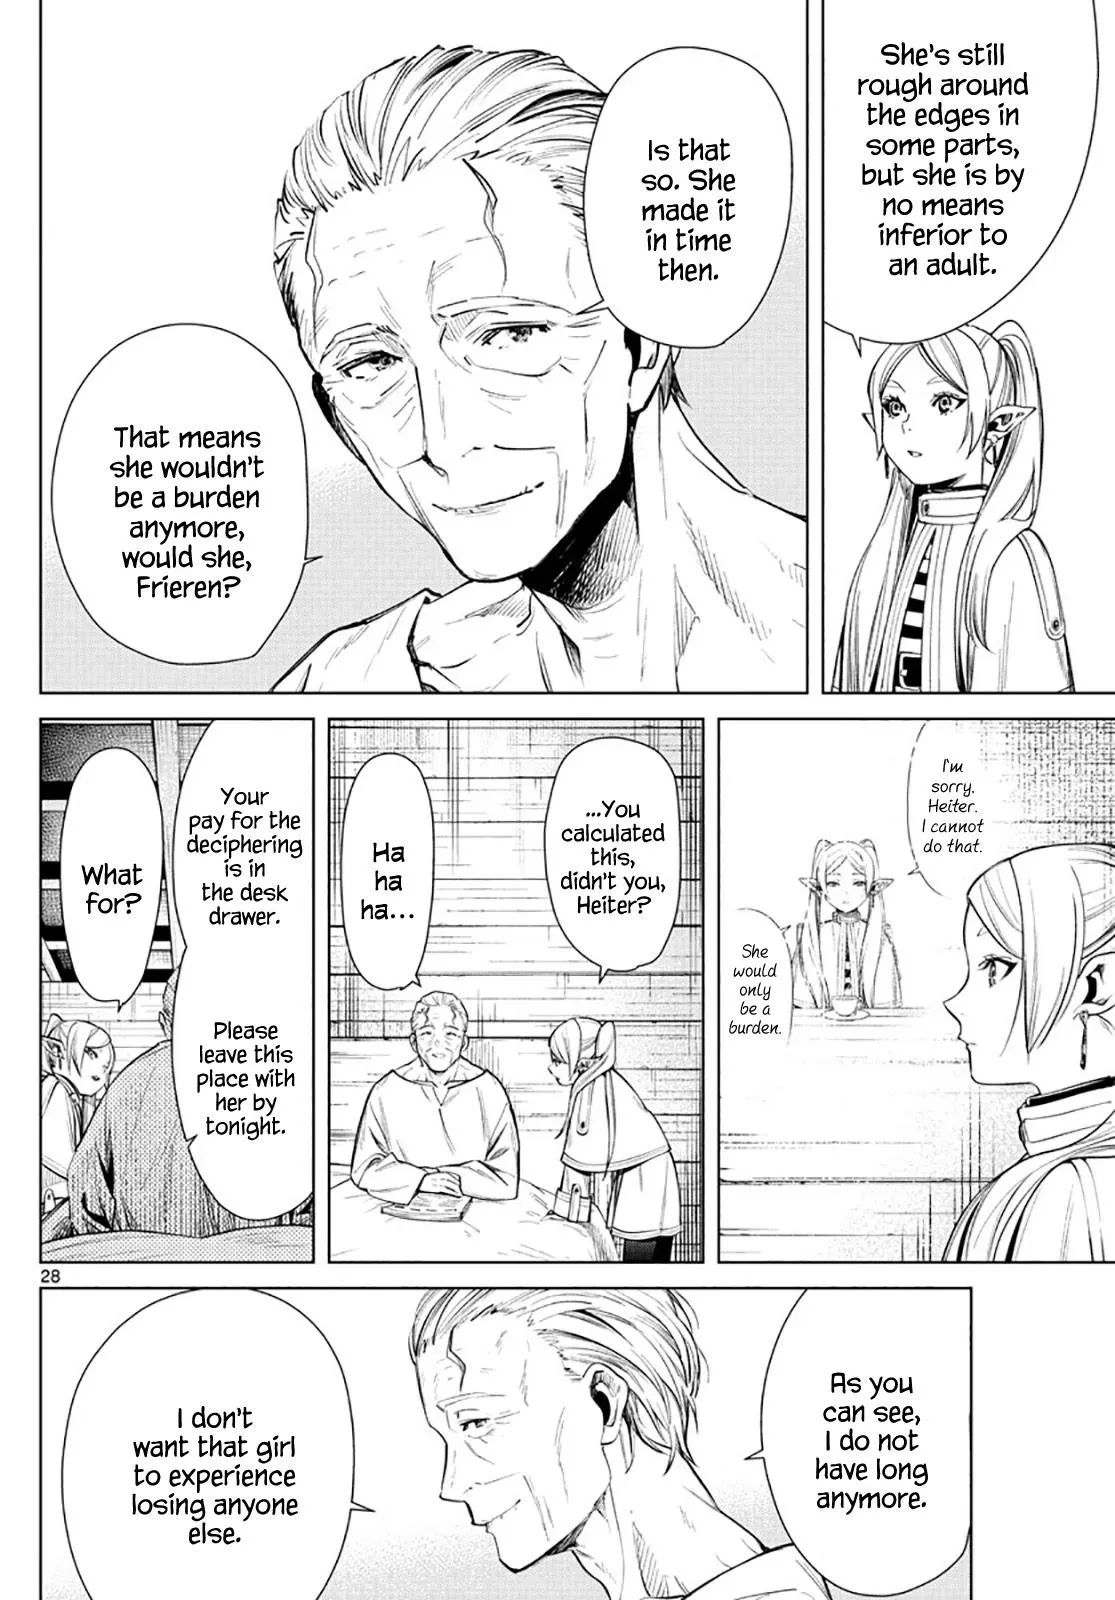 She's still
rough around
the edges in
some parts,
but she is by
no means
inferior to
an adult.
Is that
so. She
made it
in time
then.
That means
she wouldn't
be a burden
anymore,
would she,
Frieren?
I'm
sorry,
Heiter.
I cannot
do that.
She
would
only
be a
burden.
...You
calculated
this,
didn't you,
Heiter?
Ha
ha
ha...
Your
pay for the
deciphering
is in
the desk
drawer.
Please
leave this
place with
her by
tonight.
What
for?
28
As you
can see,
I do not
have long
anymore.
I don't
want that girl
to experience
losing anyone
else.